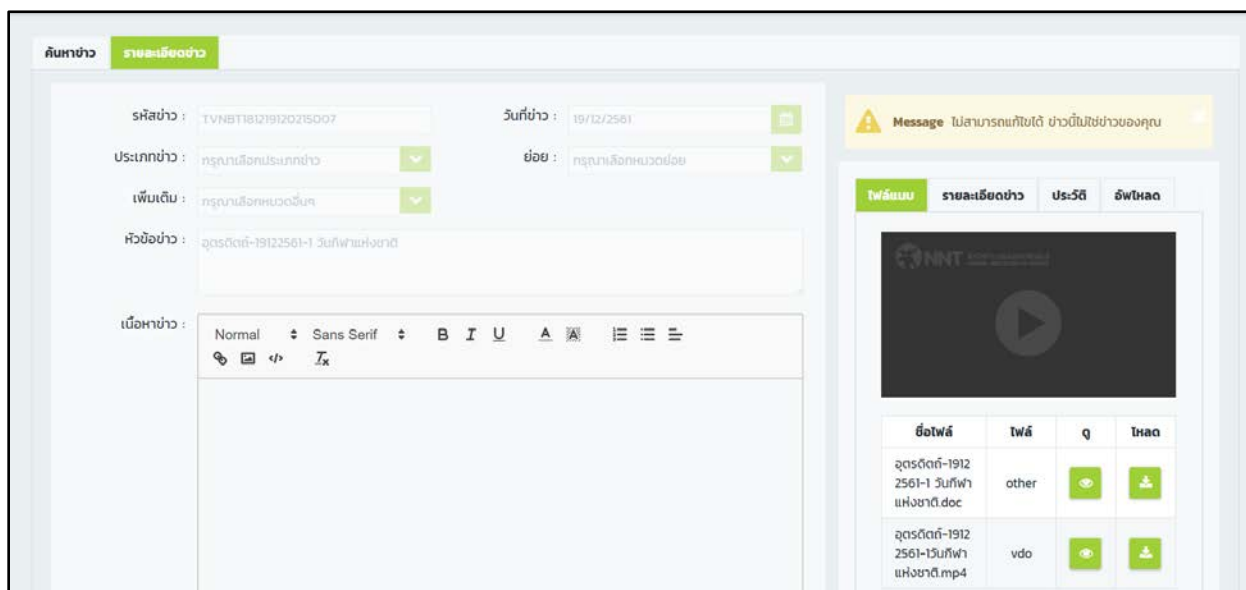 ค้นหาข่าว รายละเอียดข่าว
รหัสข่าว : TVNBT181219120215007 วันที่ข่าว : 19/12/2561
Message ไม่สามารถแก้ไขได้ ข่าวนี้ไม่ใช่ข่าวของคุณ
ประเภทข่าว : กรุณาเลือกประเภทข่าว ย่อย : กรุณาเลือกหมวดย่อย
เพิ่มเติม : กรุณาเลือกหมวดอื่นๆ
ไฟล์แนบ รายละเอียดข่าว ประวัติ อัพโหลด
หัวข้อข่าว : อุตรดิตถ์-19122561-1 วันกีฬาแห่งชาติ
NNT
เนื้อหาข่าว :
Normal Sans Serif B I U A A
ชื่อไฟล์ ไฟล์ ดู โหลด
อุตรดิตถ์-1912
2561-1 วันกีฬา other
แห่งชาติ.doc
อุตรดิตถ์-1912
2561-1วันกีฬา vdo
แห่งชาติ.mp4